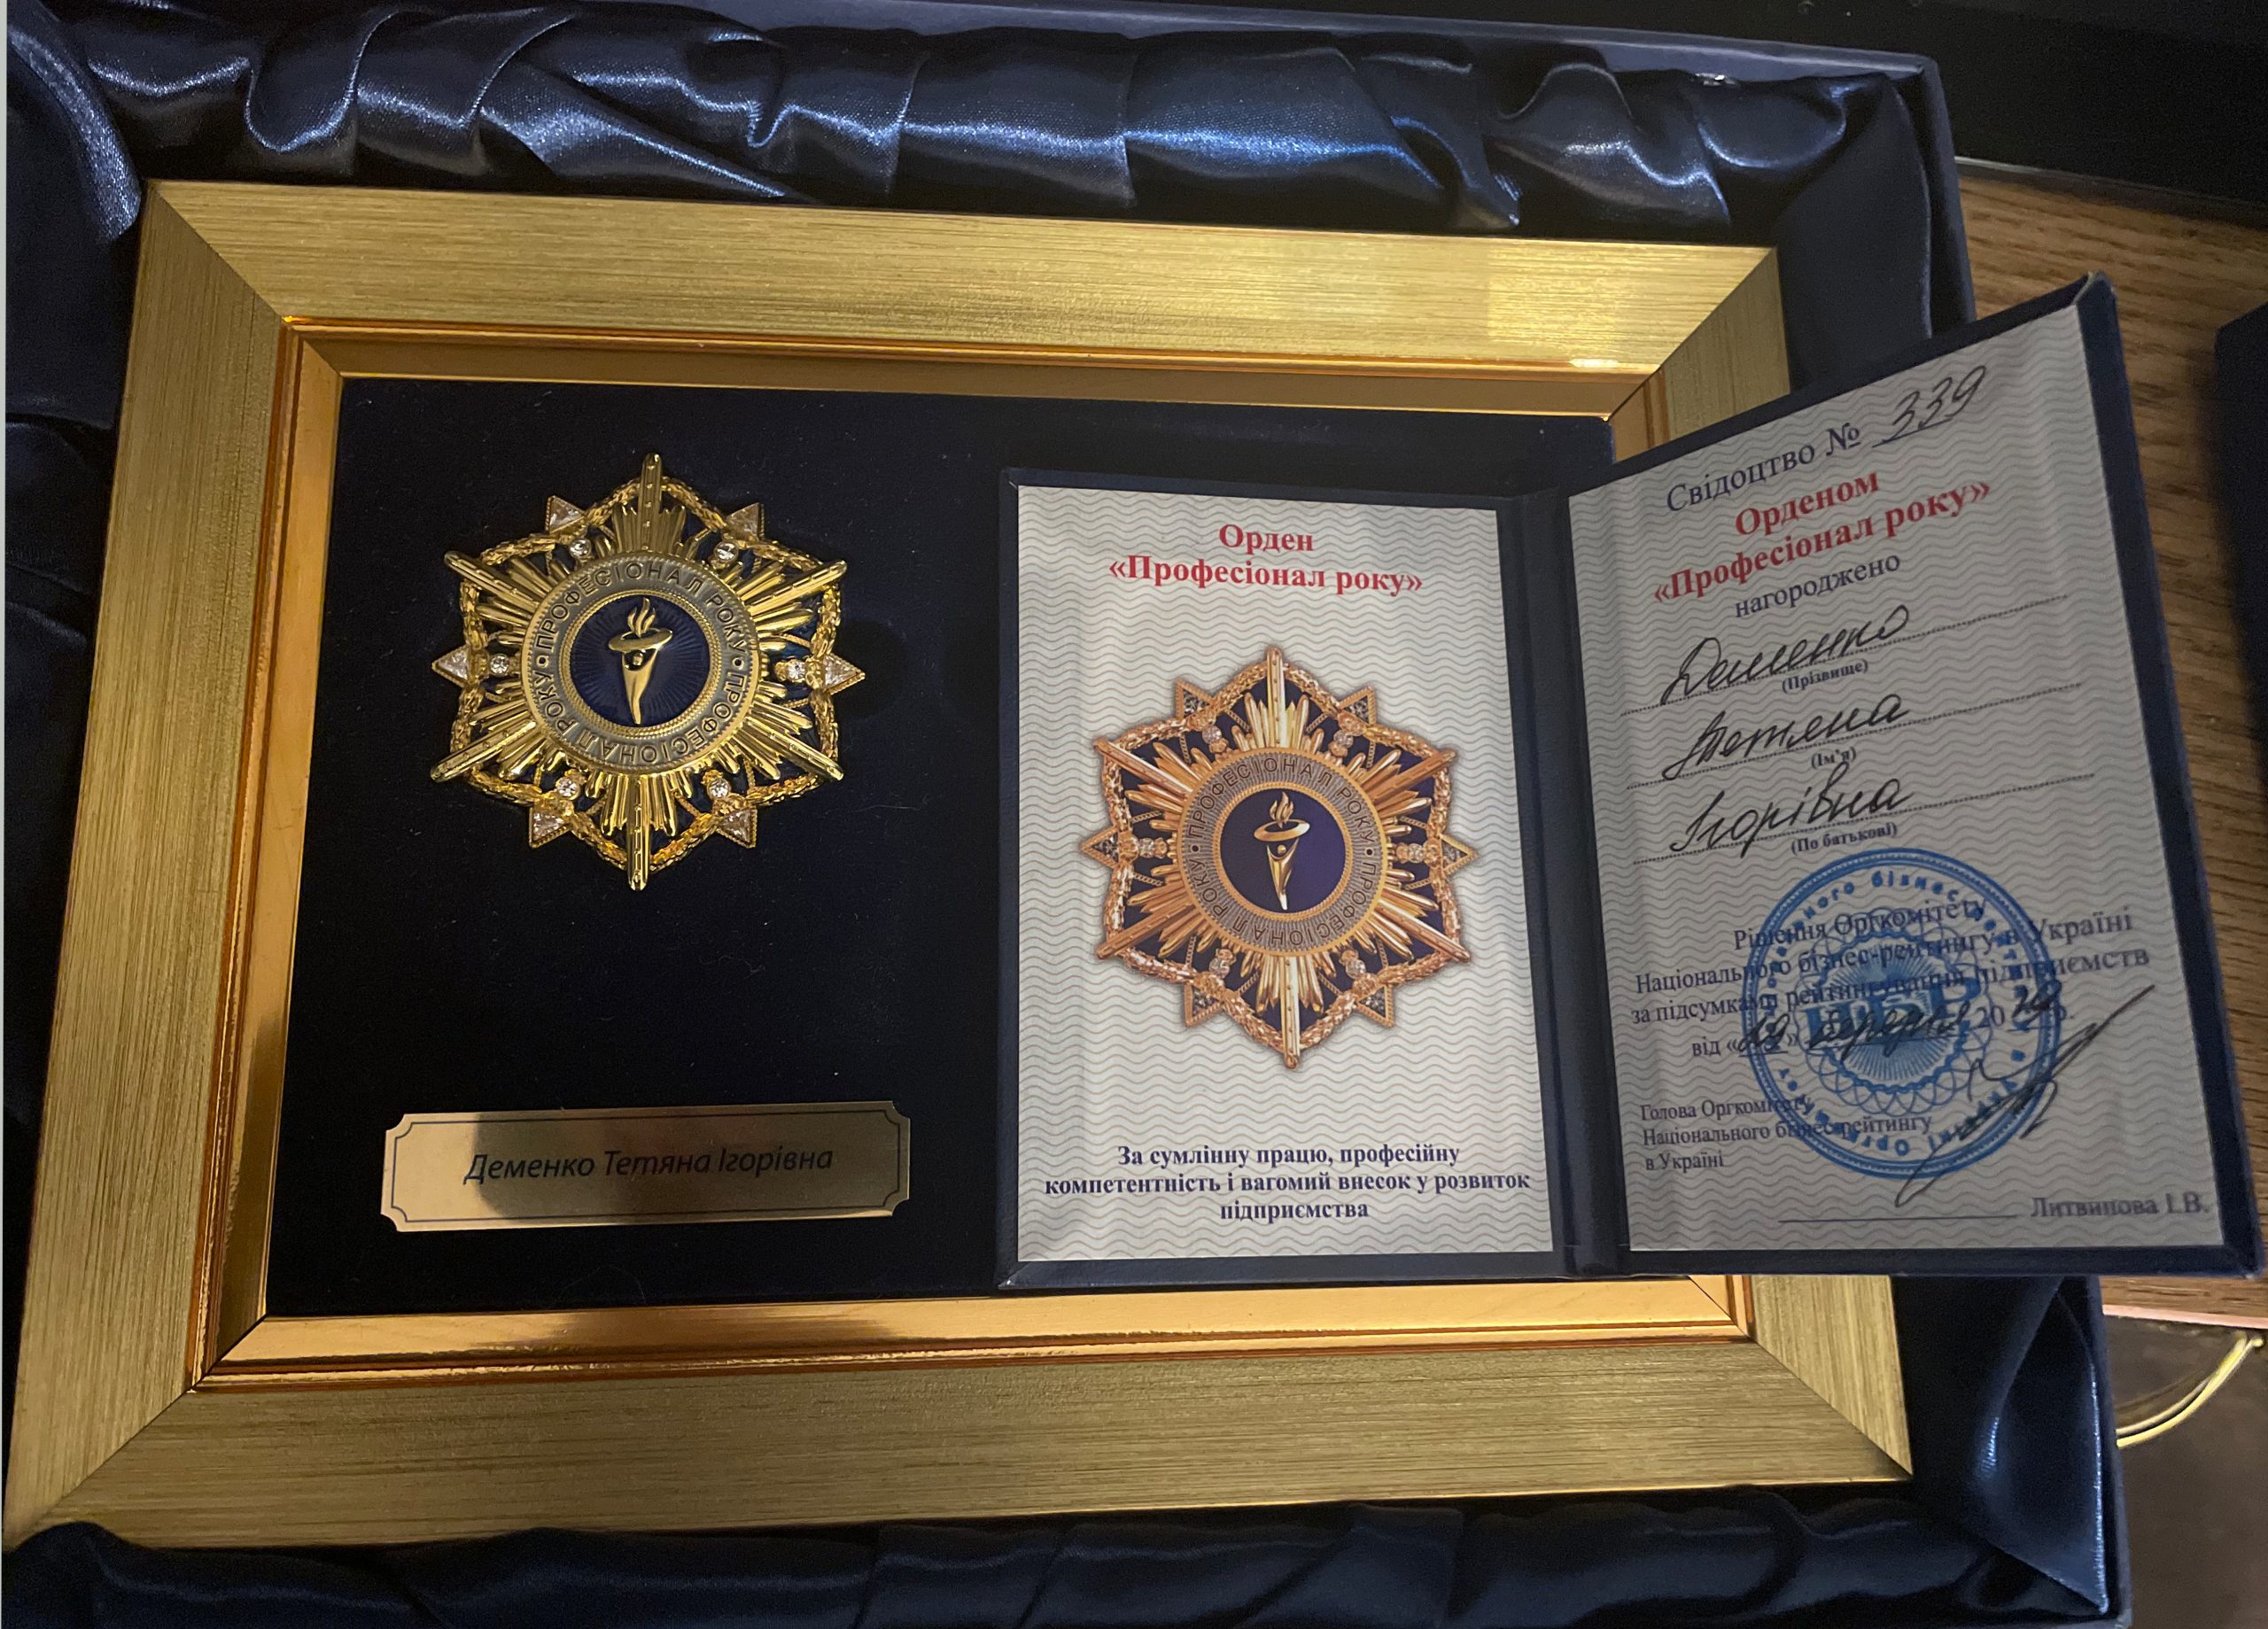 ПРОФЕСІОНАЛ РОКУ • ПРОФЕСІОНАЛ РОКУ •
Деменко Тетяна Ігорівна
Орден
«Професіонал року»
ПРОФЕСІОНАЛ РОКУ • ПРОФЕСІОНАЛ РОКУ •
За сумлінну працю, професійну
компетентність і вагомий внесок у розвиток
підприємства
Свідоцтво № 339
Орденом
«Професіонал року»
нагороджено
Деменко
(Прізвище)
Тетяна
(Ім'я)
Ігорівна
(По батькові)
Рішення Оргкомітету
Національного бізнес-рейтингу в Україні
за підсумками рейтингування підприємств
від « » 20
Голова Оргкомітету
Національного бізнес-рейтингу
в Україні
Литвинова І.В.